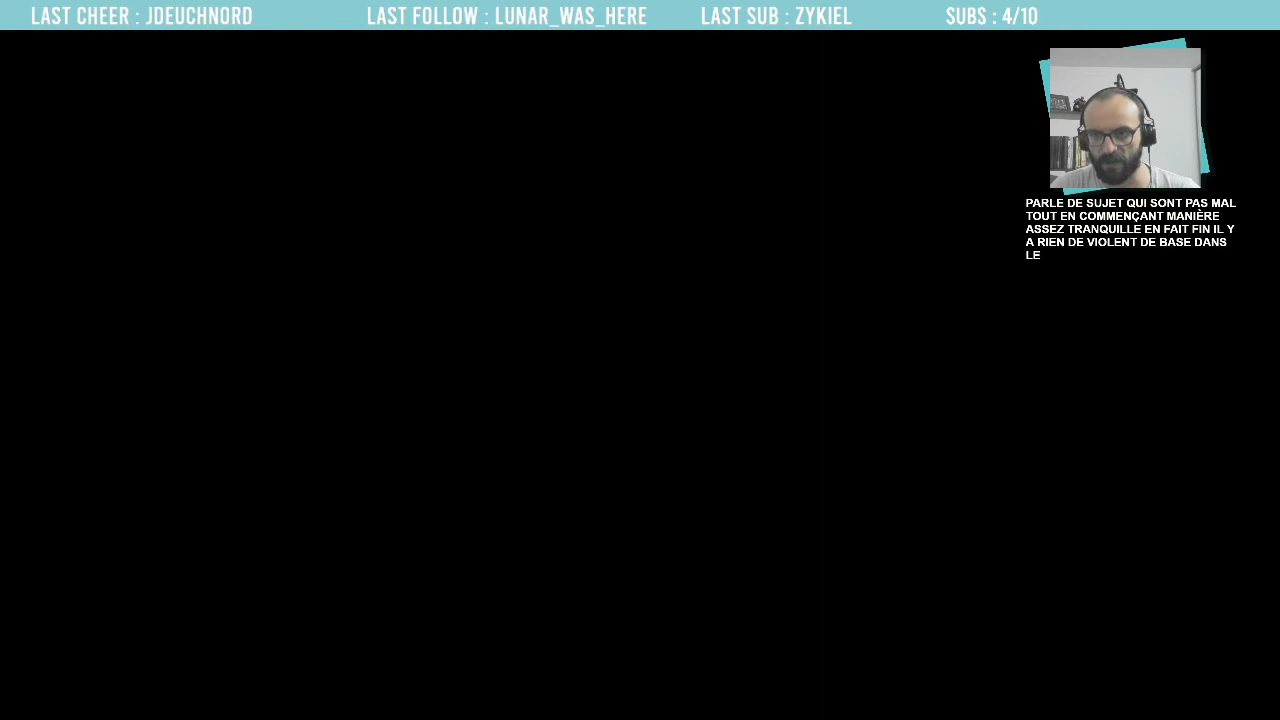 LAST CHEER : JDEUCHNORD LAST FOLLOW : LUNAR_WAS_HERE LAST SUB : ZYKIEL SUBS : 4/10
PARLE DE SUJET QUI SONT PAS MAL
TOUT EN COMMENÇANT MANIÈRE
ASSEZ TRANQUILLE EN FAIT FIN IL Y
A RIEN DE VIOLENT DE BASE DANS
LE